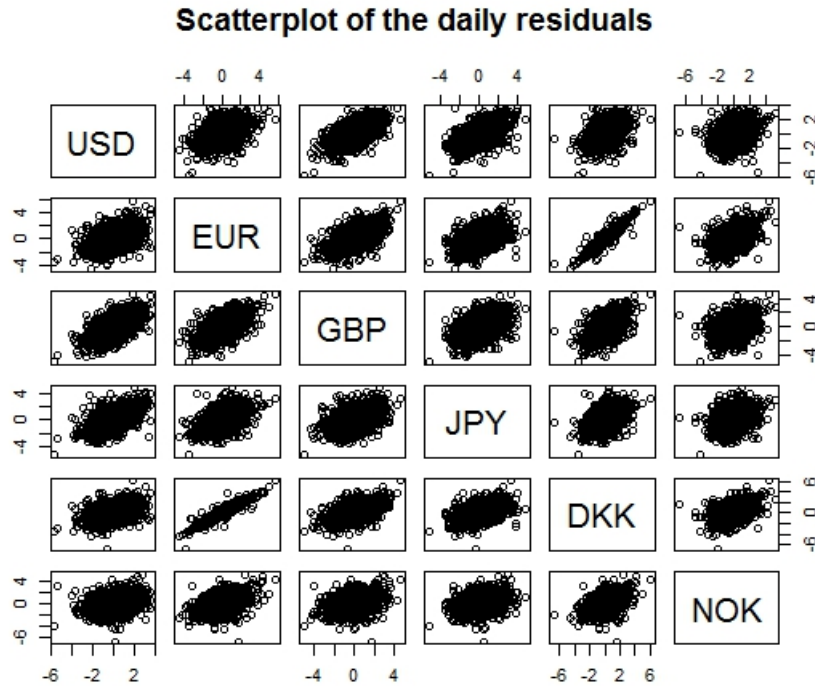 Scatterplot of the daily residuals
-4 0 4 -4 0 4 -6 -2 2
USD 2 -2 -6
4 0 -4 EUR
GBP 4 0 -4
4 0 -4 JPY
DKK 6 2 -2 -6
4 0 -6 NOK
-6 -2 2 -4 0 4 -6 -2 2 6